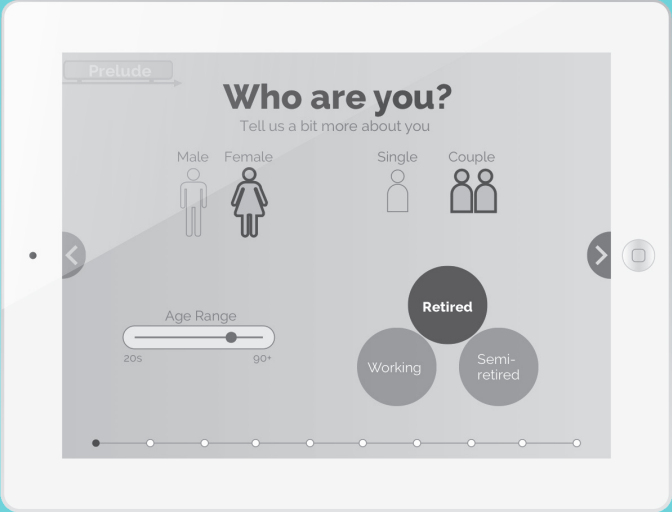 Prelude
Who are you?
Tell us a bit more about you
Male Female
Single Couple
Age Range
20s 90+
Retired
Working
Semi-
retired